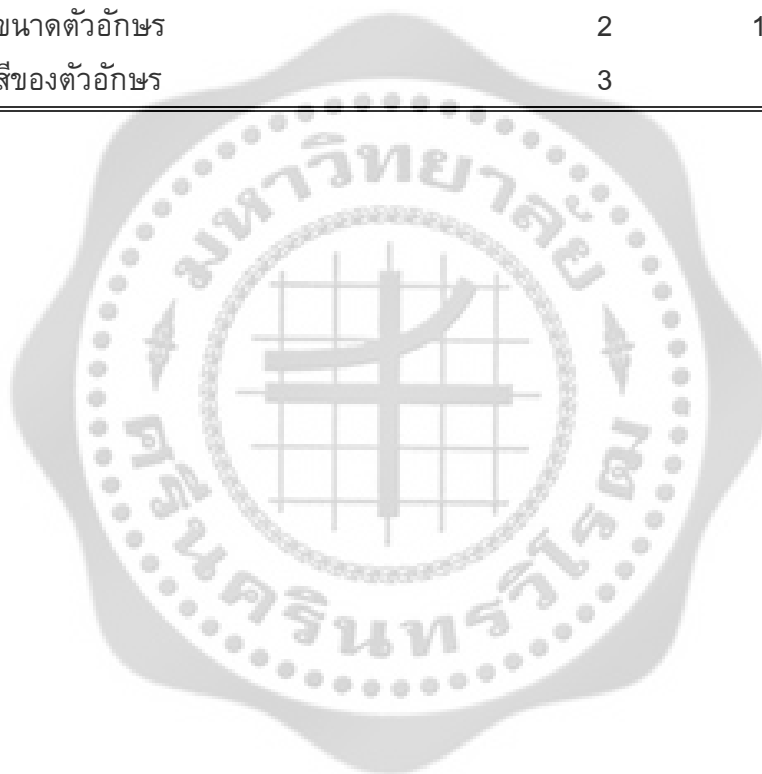 ขนาดตัวอักษร 2 1
สีของตัวอักษร 3
มหาวิทยาลัย
ศรีนครินทรวิโรฒ